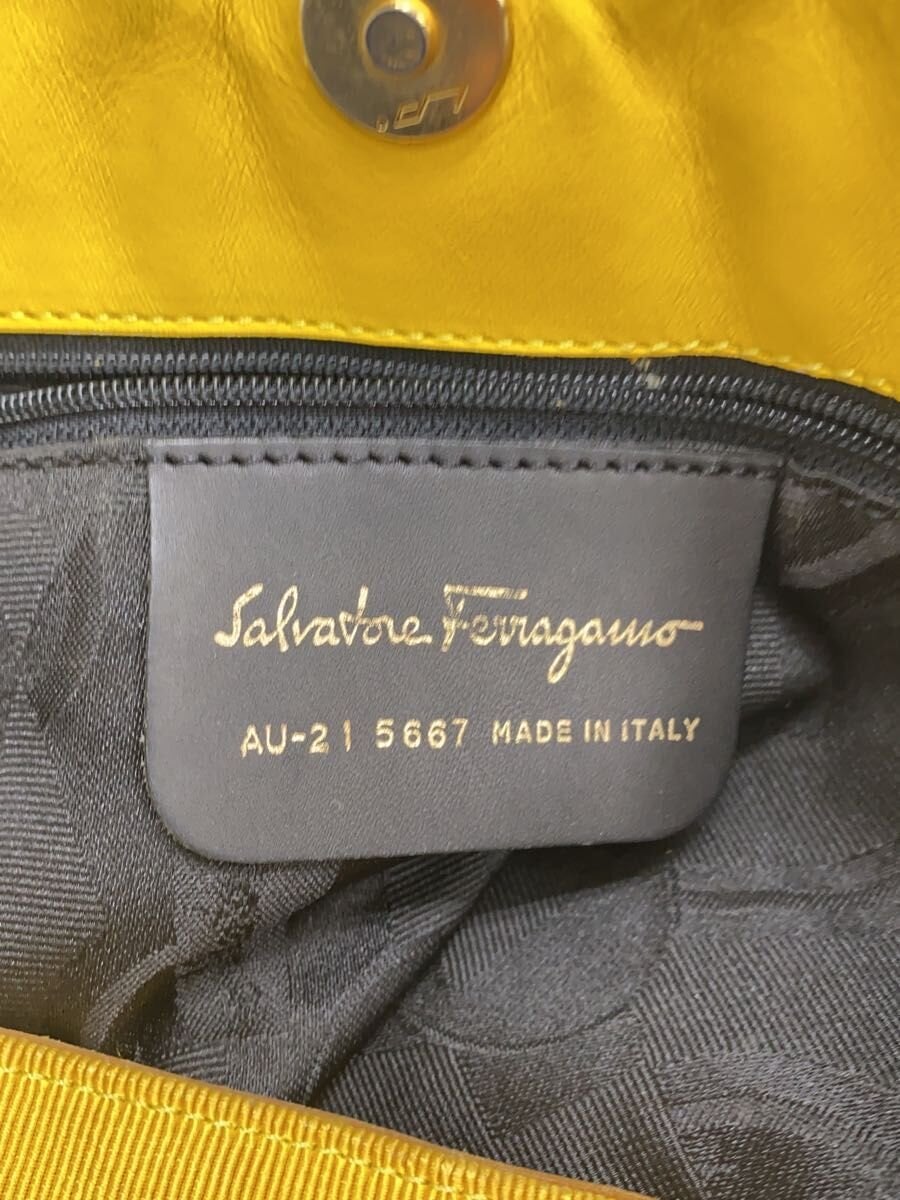 Salvatore Ferragamo
AU-21 5667 MADE IN ITALY